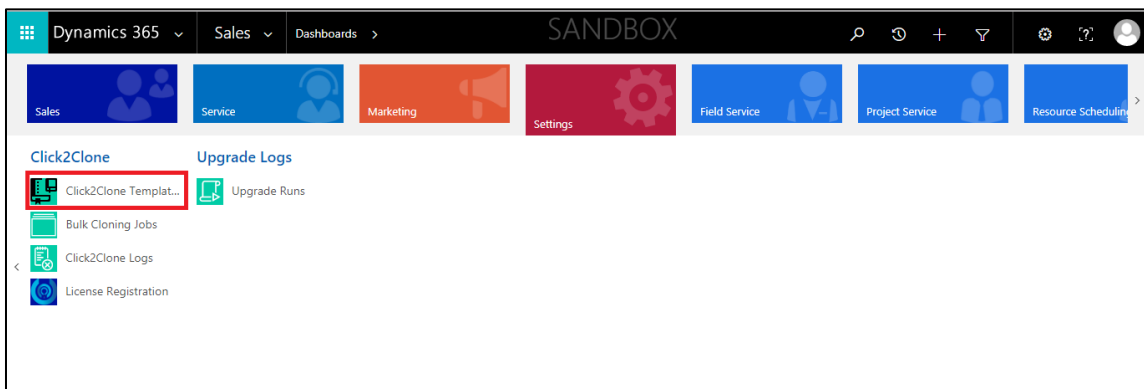 Dynamics 365 Sales Dashboards > SANDBOX
Sales Service Marketing Settings Field Service Project Service Resource Scheduling
Click2Clone Upgrade Logs
Click2Clone Templat... Upgrade Runs
Bulk Cloning Jobs
Click2Clone Logs
License Registration